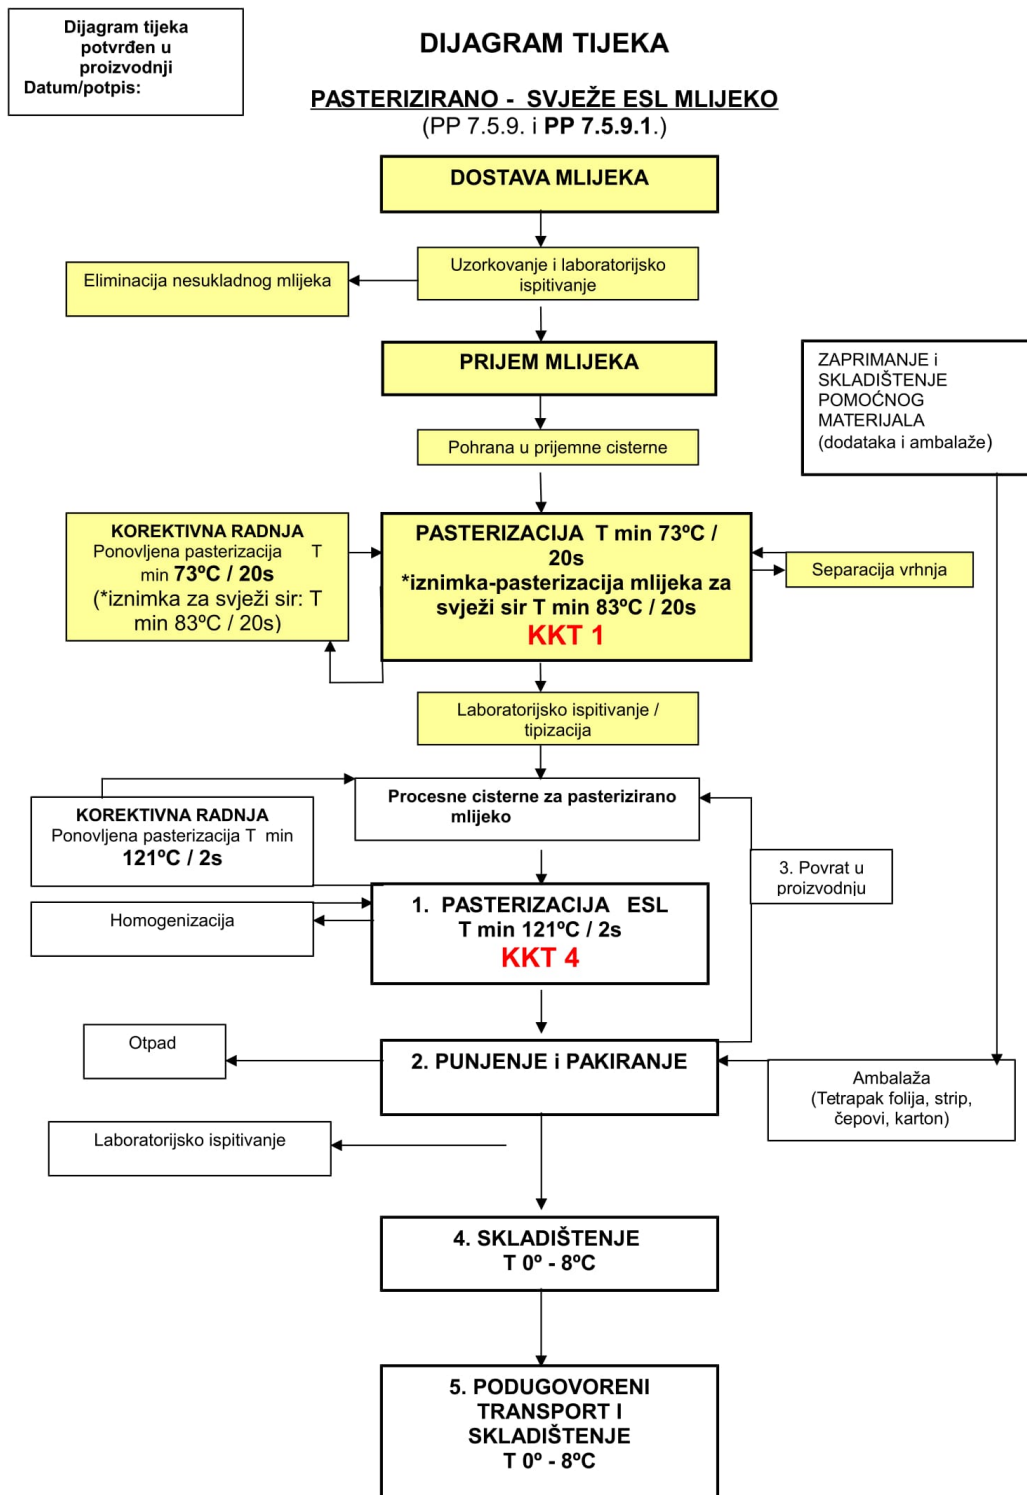 Dijagram tijeka
potvrđen u
proizvodnji
Datum/potpis:
DIJAGRAM TIJEKA
PASTERIZIRANO - SVJEŽE ESL MLIJEKO
(PP 7.5.9. i PP 7.5.9.1.)
DOSTAVA MLIJEKA
Uzorkovanje i laboratorijsko
ispitivanje
Eliminacija nesukladnog mlijeka
PRIJEM MLIJEKA
ZAPRIMANJE i
SKLADIŠTENJE
POMOĆNOG
MATERIJALA
(dodataka i ambalaže)
Pohrana u prijemne cisterne
KOREKTIVNA RADNJA
Ponovljena pasterizacija T
min 73ºC / 20s
(*iznimka za svježi sir: T
min 83ºC / 20s)
PASTERIZACIJA T min 73ºC /
20s
*iznimka-pasterizacija mlijeka za
svježi sir T min 83ºC / 20s
KKT 1
Separacija vrhnja
Laboratorijsko ispitivanje /
tipizacija
Procesne cisterne za pasterizirano
mlijeko
KOREKTIVNA RADNJA
Ponovljena pasterizacija T min
121ºC / 2s
3. Povrat u
proizvodnju
Homogenizacija
1. PASTERIZACIJA ESL
T min 121ºC / 2s
KKT 4
Otpad
2. PUNJENJE i PAKIRANJE
Ambalaža
(Tetrapak folija, strip,
čepovi, karton)
Laboratorijsko ispitivanje
4. SKLADIŠTENJE
T 0º - 8ºC
5. PODUGOVORENI
TRANSPORT I
SKLADIŠTENJE
T 0º - 8ºC